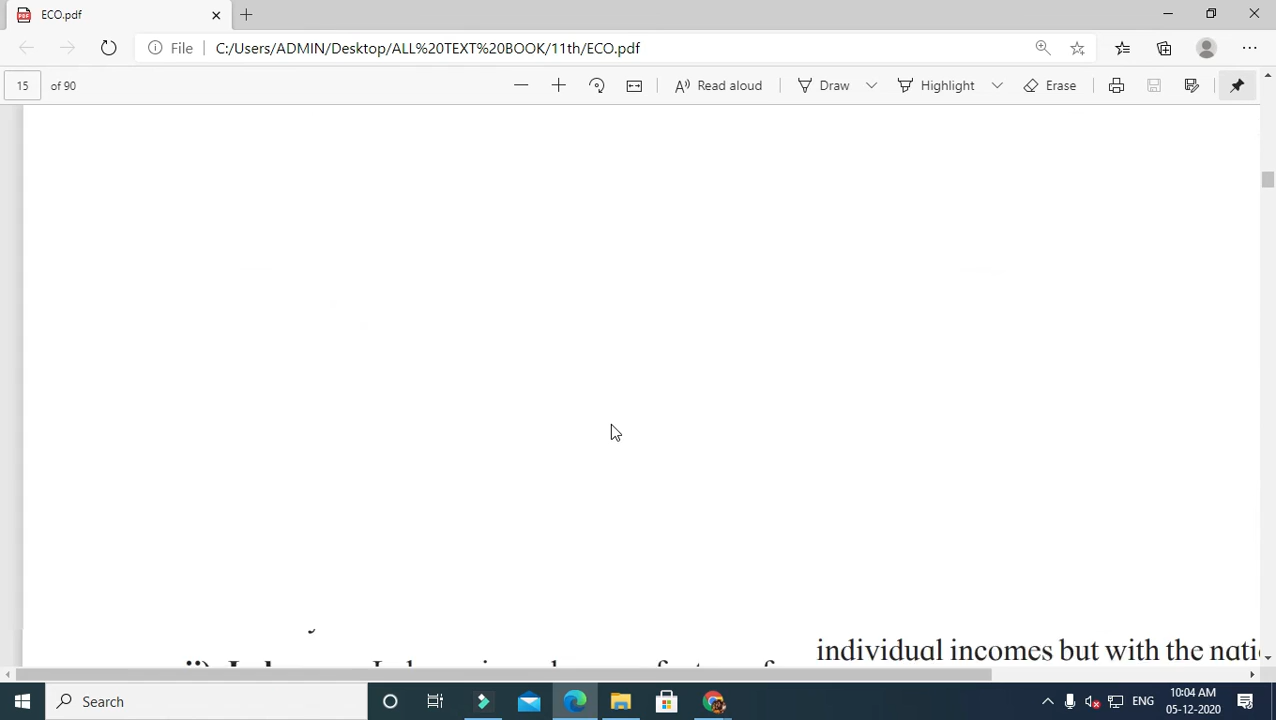 ECO.pdf
File
C:/Users/ADMIN/Desktop/ALL%20TEXT%20BOOK/11th/ECO.pdf
15 of 90
Read aloud
Draw
Highlight
Erase
individual incomes but with the nati
Search
ENG
10:04 AM
05-12-2020